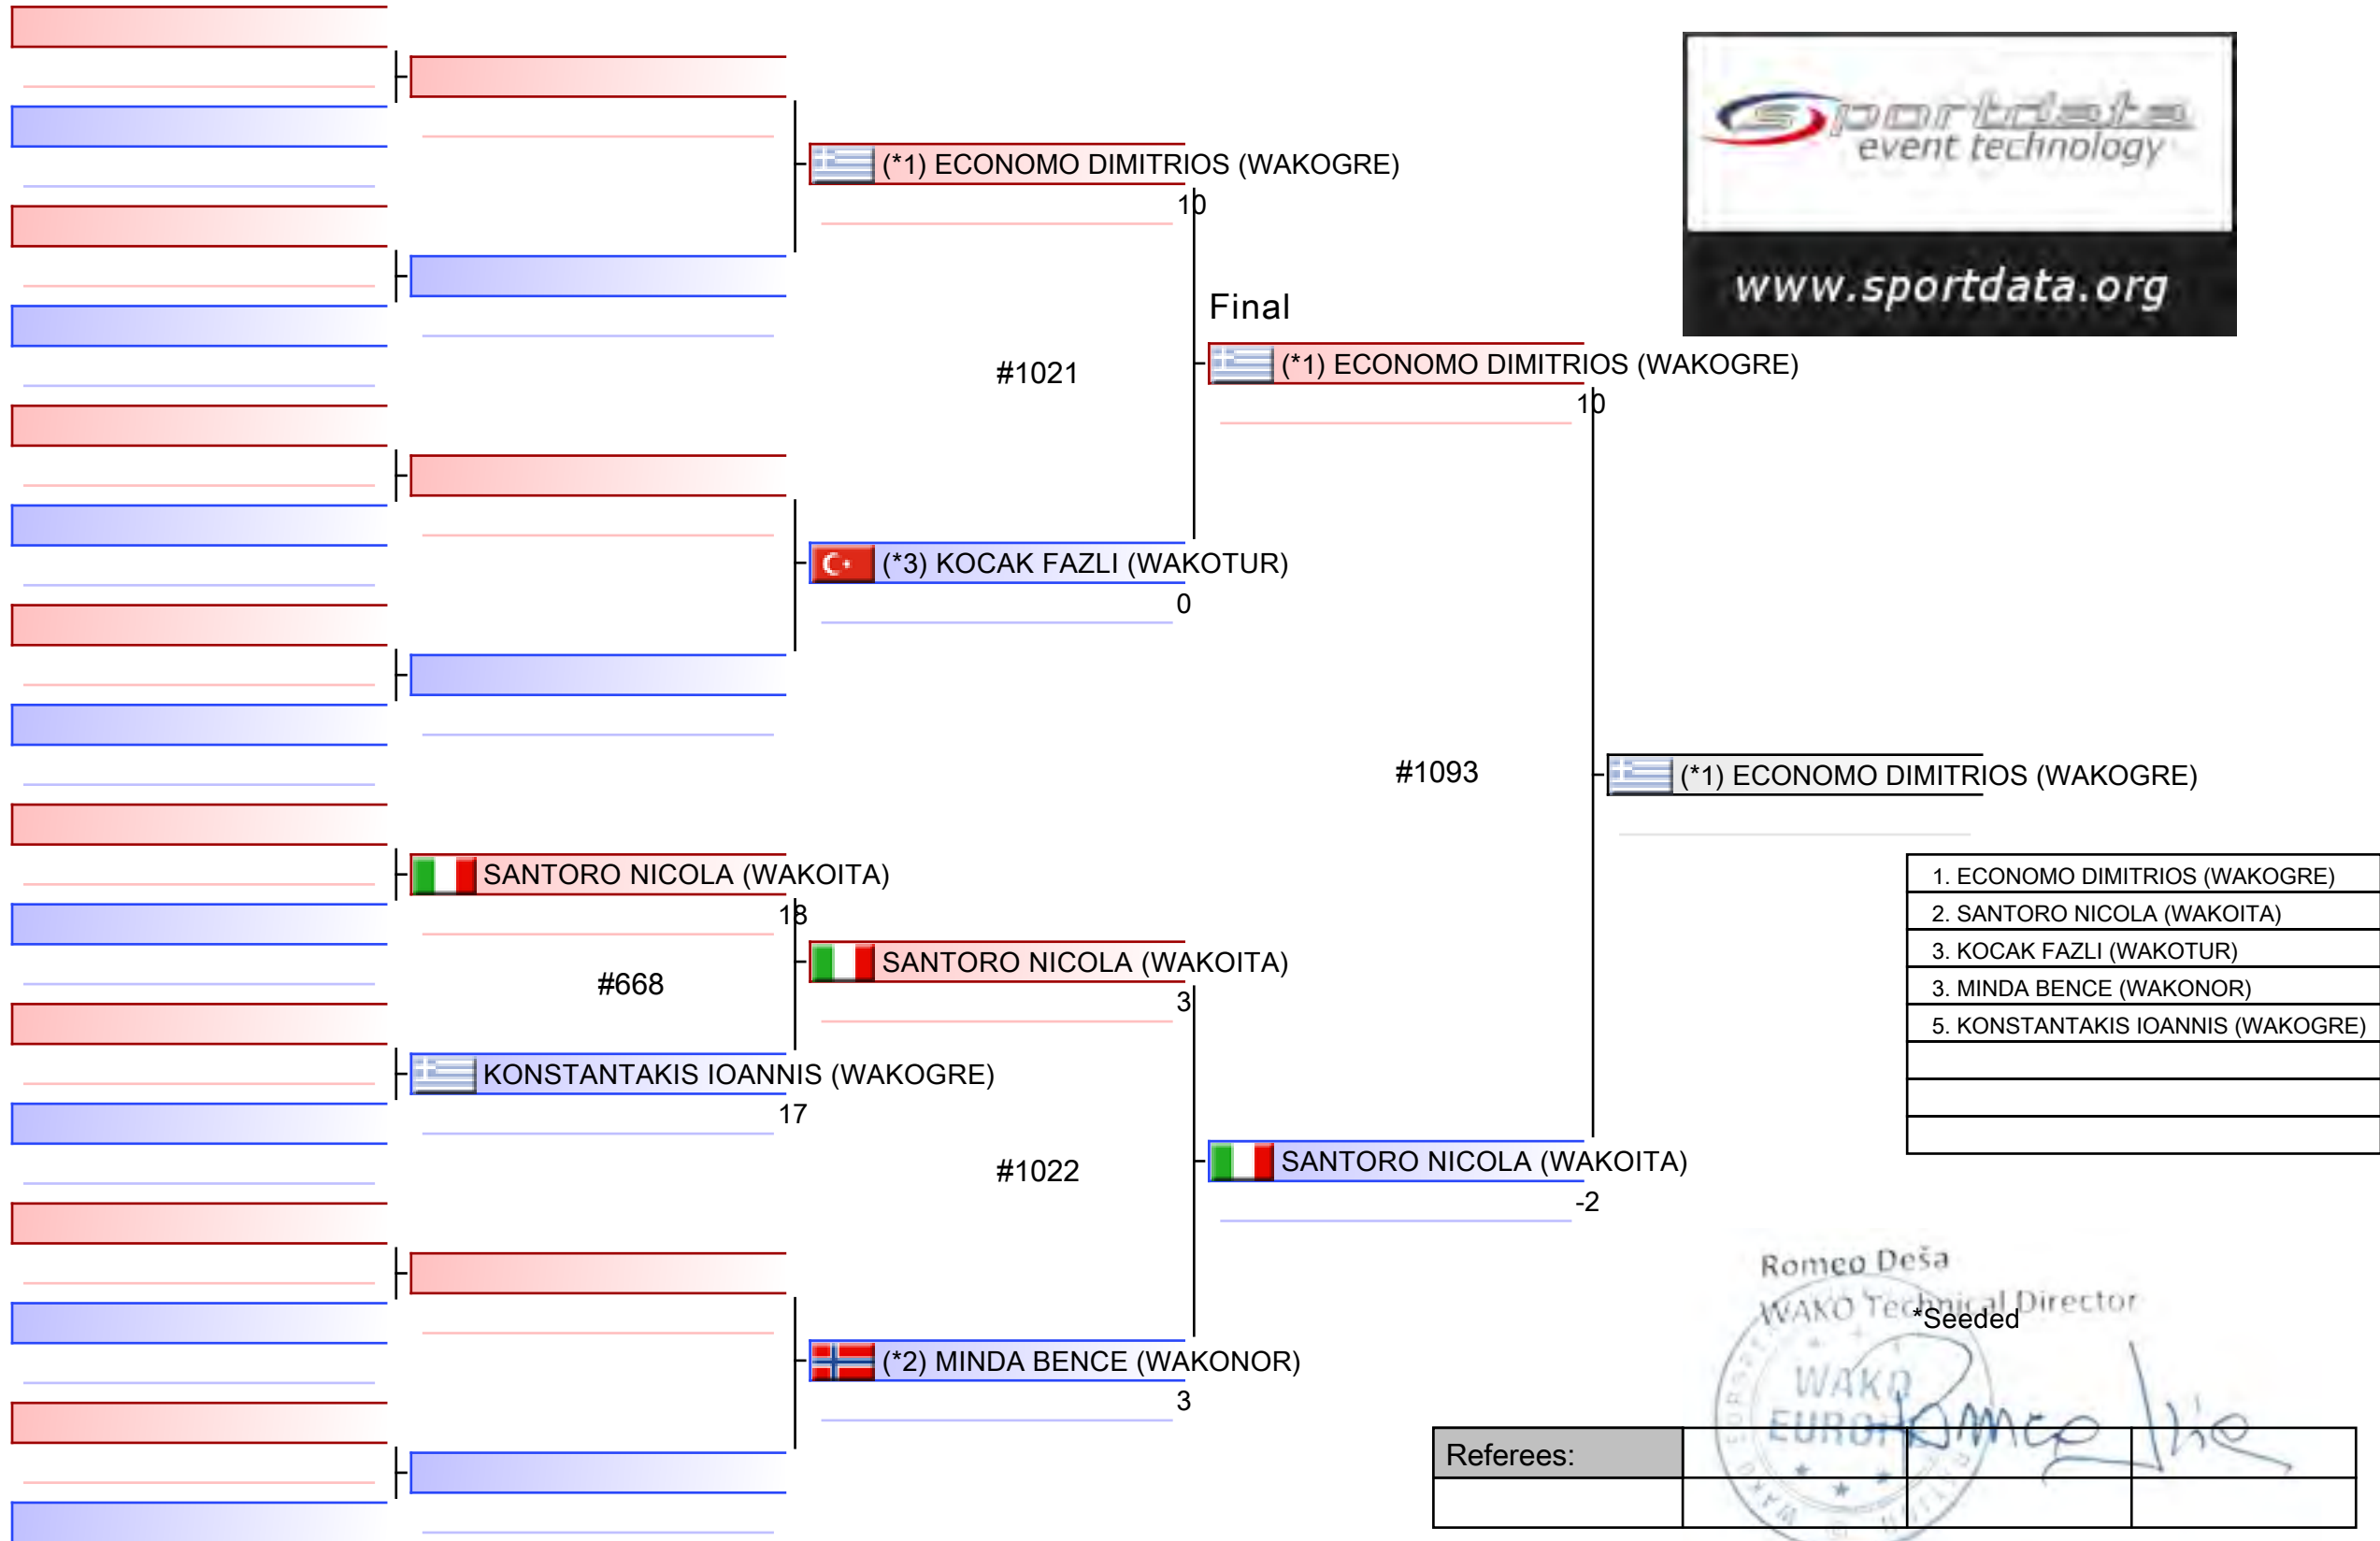 sportdata
event technology
www.sportdata.org
(*1) ECONOMO DIMITRIOS (WAKOGRE)
10
Final
#1021
(*1) ECONOMO DIMITRIOS (WAKOGRE)
10
(*3) KOCAK FAZLI (WAKOTUR)
0
#1093
(*1) ECONOMO DIMITRIOS (WAKOGRE)
SANTORO NICOLA (WAKOITA)
18
#668
SANTORO NICOLA (WAKOITA)
3
KONSTANTAKIS IOANNIS (WAKOGRE)
17
#1022
SANTORO NICOLA (WAKOITA)
-2
(*2) MINDA BENCE (WAKONOR)
3
1. ECONOMO DIMITRIOS (WAKOGRE)
2. SANTORO NICOLA (WAKOITA)
3. KOCAK FAZLI (WAKOTUR)
3. MINDA BENCE (WAKONOR)
5. KONSTANTAKIS IOANNIS (WAKOGRE)
Romeo Deša
WAKO Technical Director
*Seeded
WAKO
Referees: